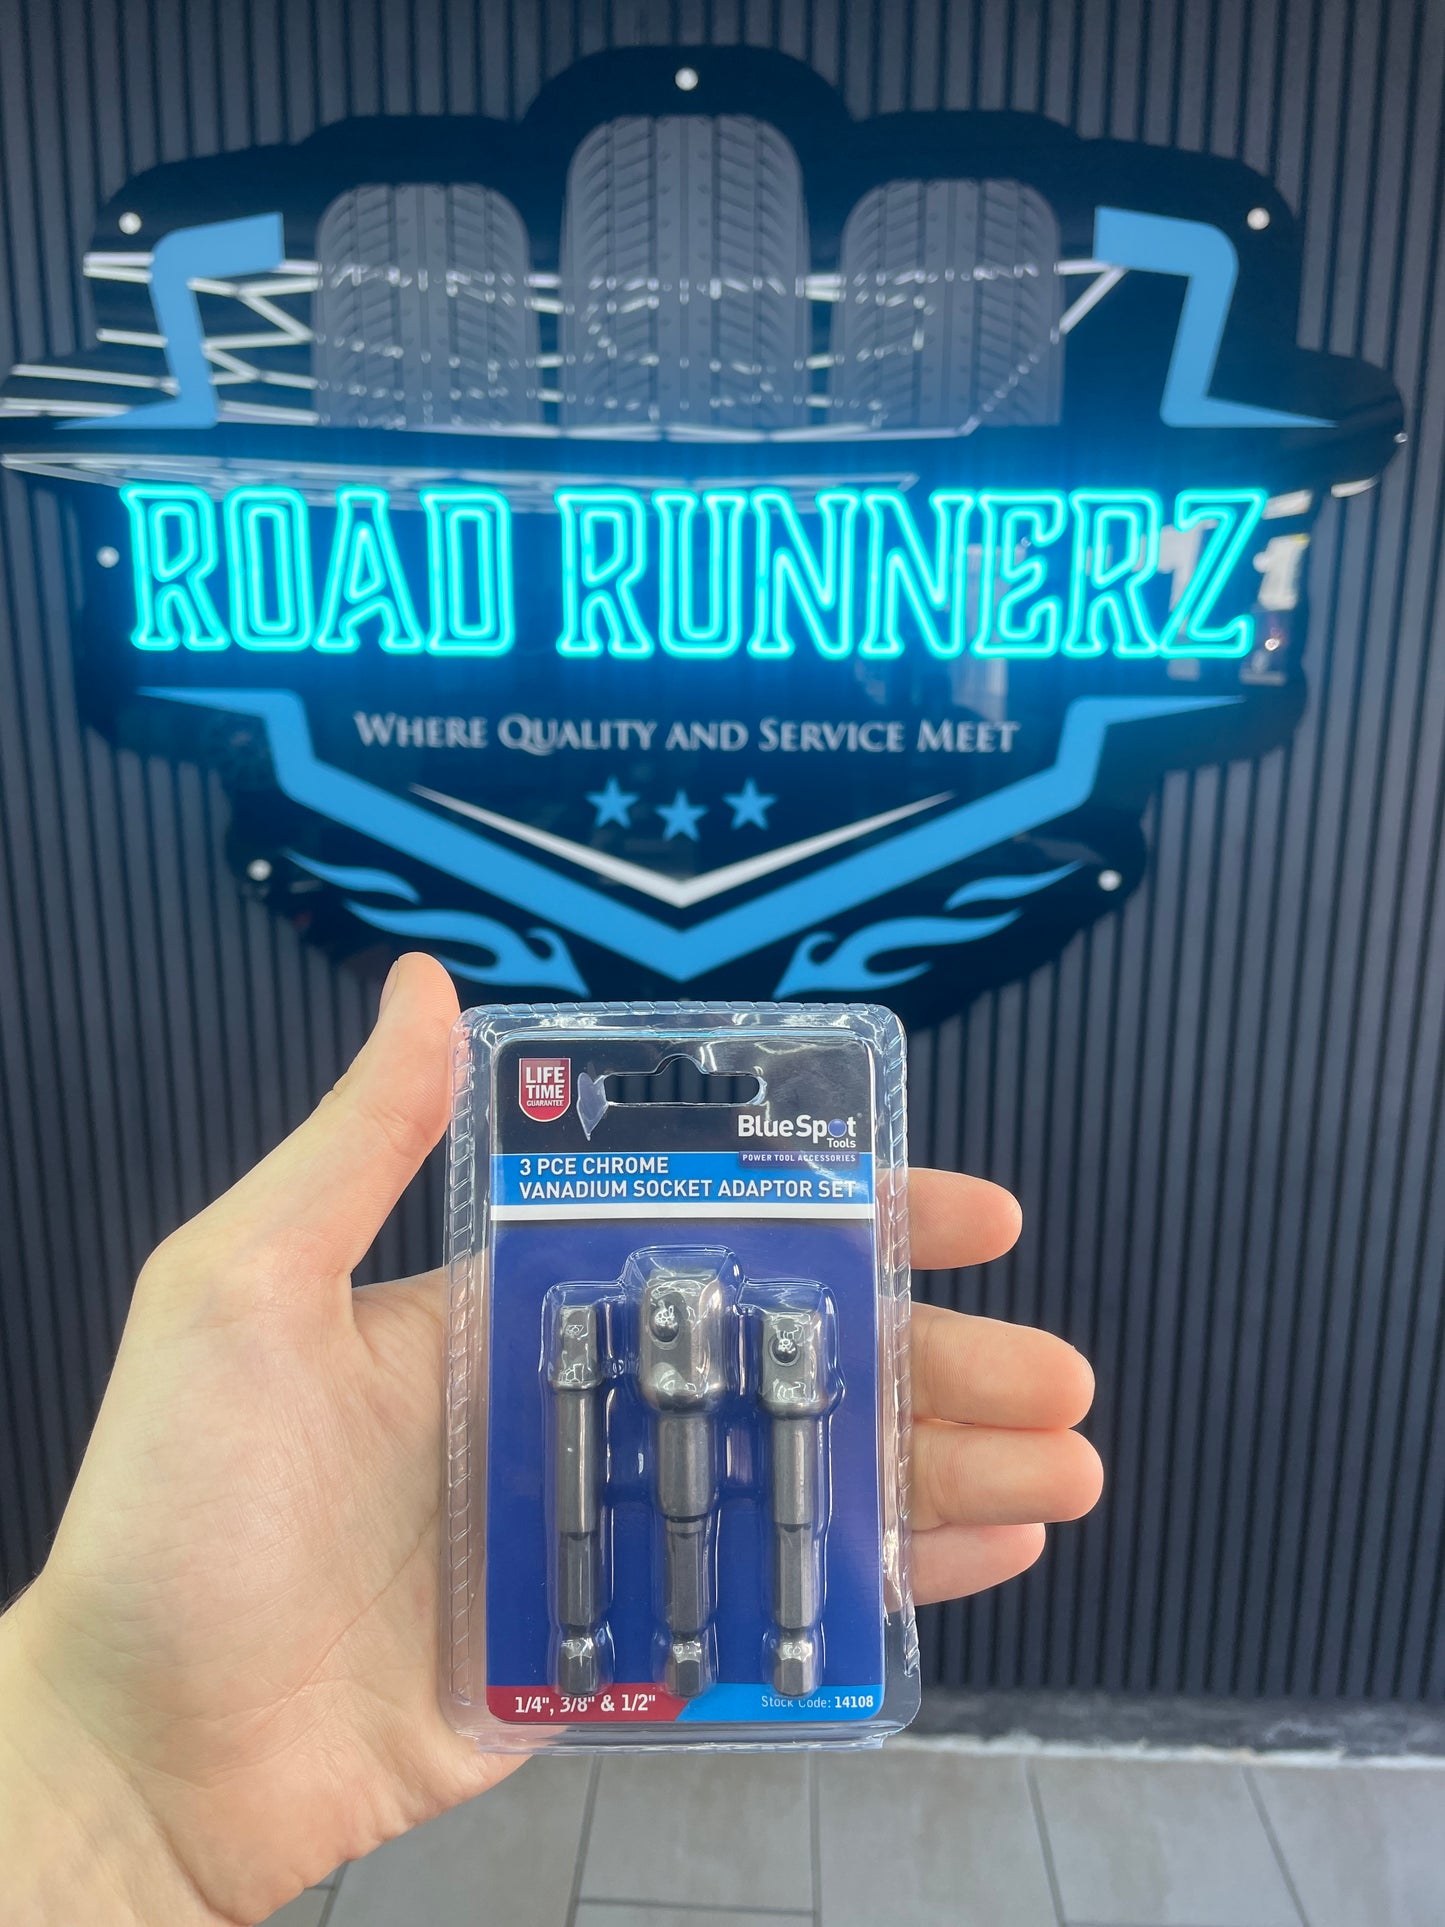 ROAD RUNNERZ
WHERE QUALITY AND SERVICE MEET
LIFE
TIME
GUARANTEE
BlueSpot
Tools
POWER TOOL ACCESSORIES
3 PCE CHROME
VANADIUM SOCKET ADAPTOR SET
1/4", 3/8" & 1/2"
Stock Code: 14108